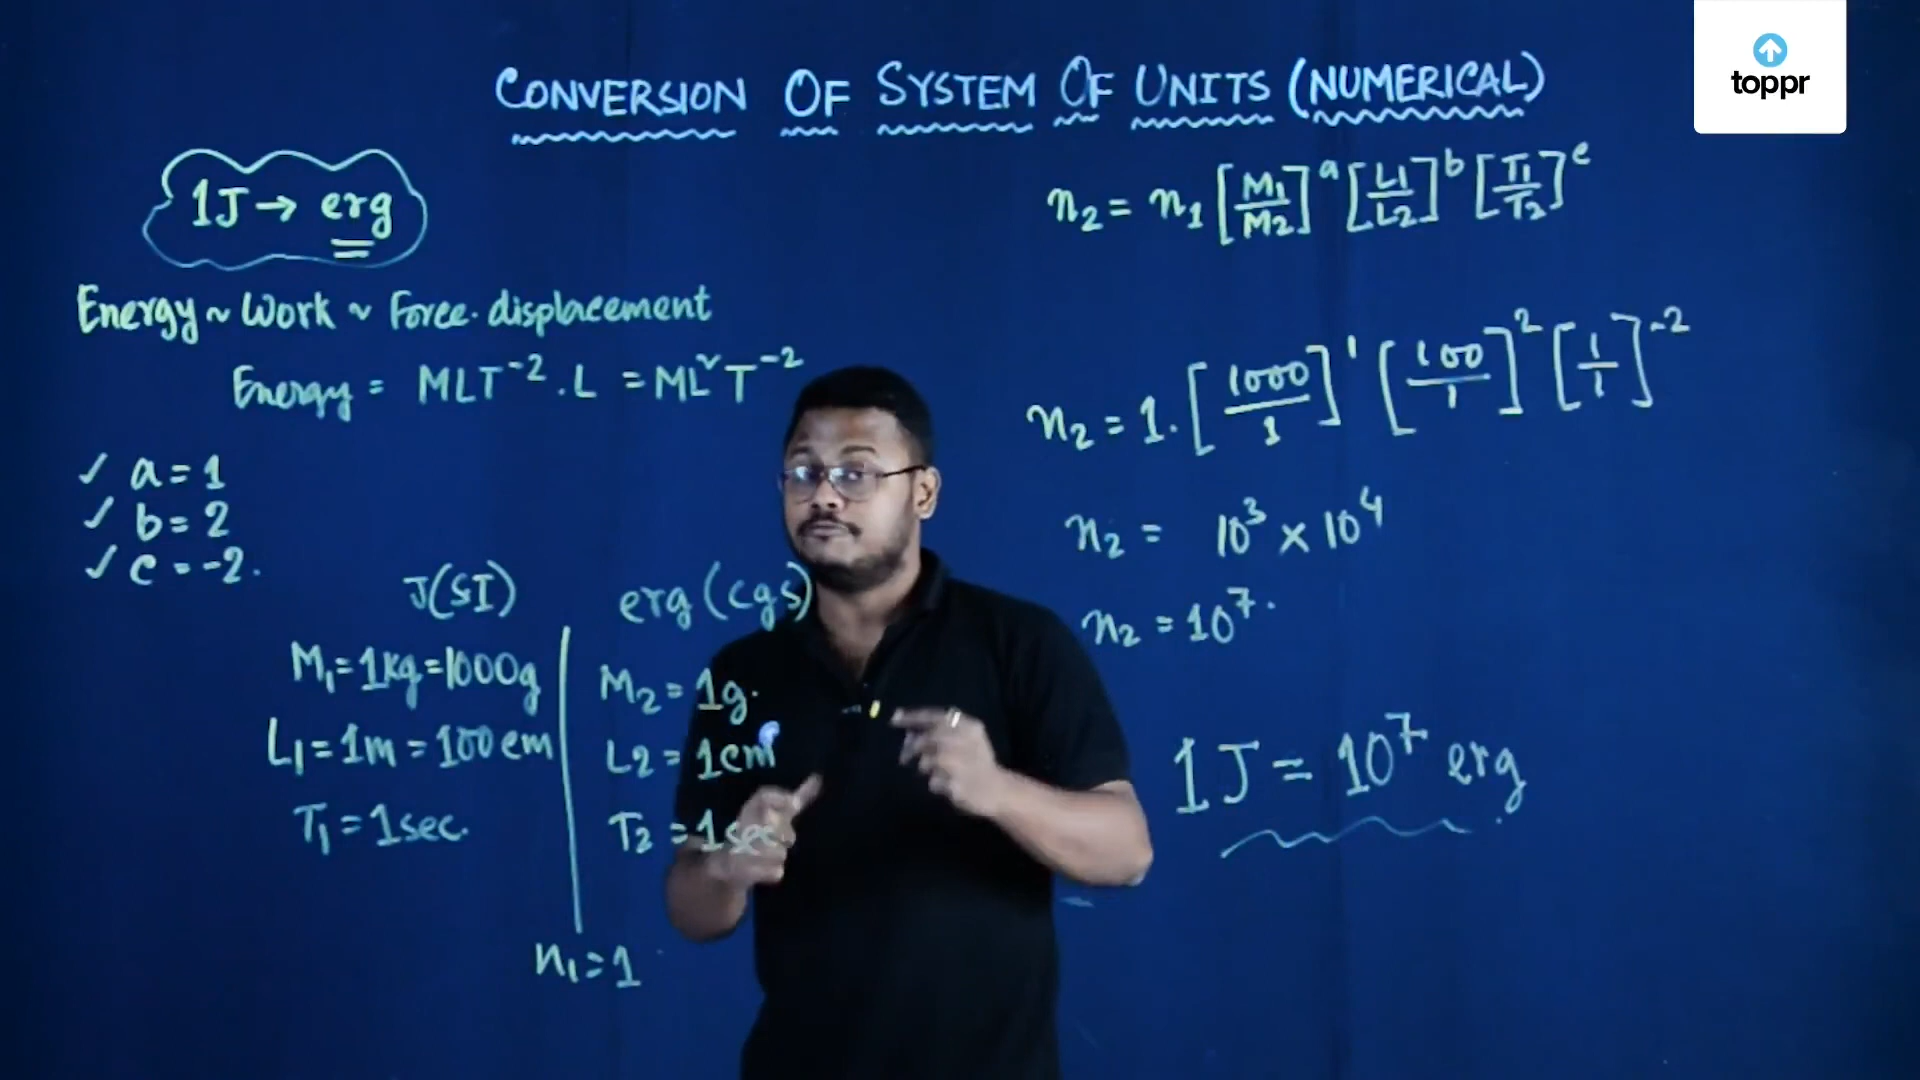 CONVERSION OF SYSTEM OF UNITS (NUMERICAL)
toppr
1J → erg
Energy ~ Work ~ Force. displacement
Energy = MLT⁻² . L = ML²T⁻²
✓ a = 1
✓ b = 2
✓ c = -2.
J(SI)
M₁ = 1kg = 1000g
L₁ = 1m = 100cm
T₁ = 1sec.
erg (cgs)
M₂ = 1g.
L₂ = 1cm
T₂ = 1sec.
n₁ = 1
n₂ = n₁ [M₁/M₂]ᵃ [L₁/L₂]ᵇ [T₁/T₂]ᶜ
n₂ = 1. [1000/1]¹ [100/1]² [1/1]⁻²
n₂ = 10³ × 10⁴
n₂ = 10⁷.
1J = 10⁷ erg